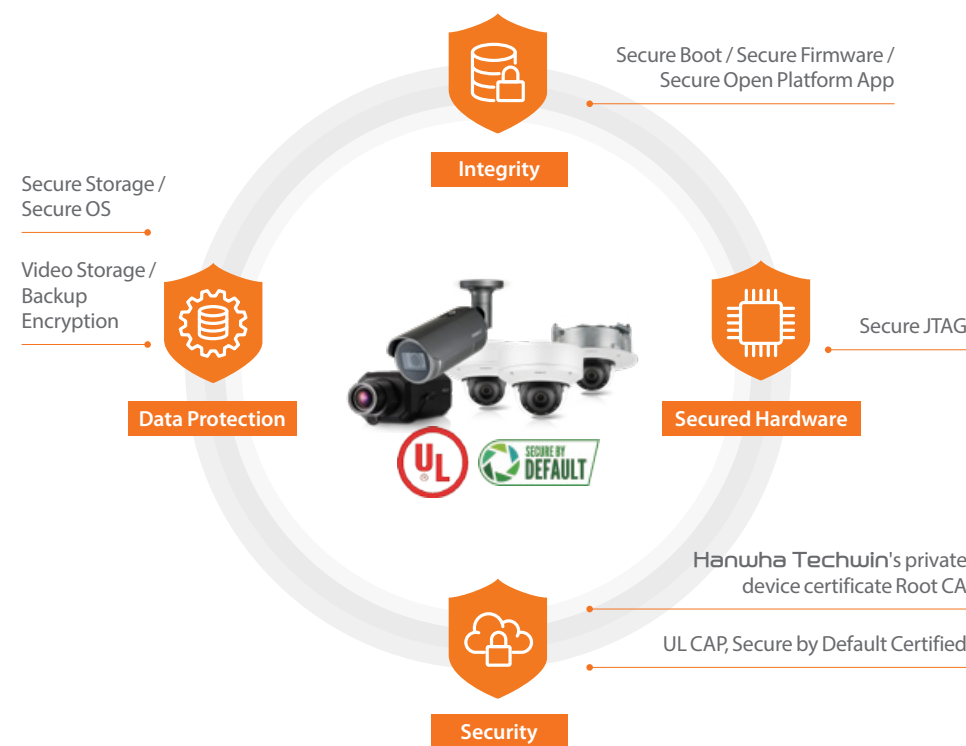 Secure Boot / Secure Firmware /
Secure Open Platform App
Integrity
Secure Storage /
Secure OS
Video Storage /
Backup
Encryption
Data Protection
Secure JTAG
Secured Hardware
UL
®
SECURE BY
DEFAULT
Hanwha Techwin's private
device certificate Root CA
UL CAP, Secure by Default Certified
Security